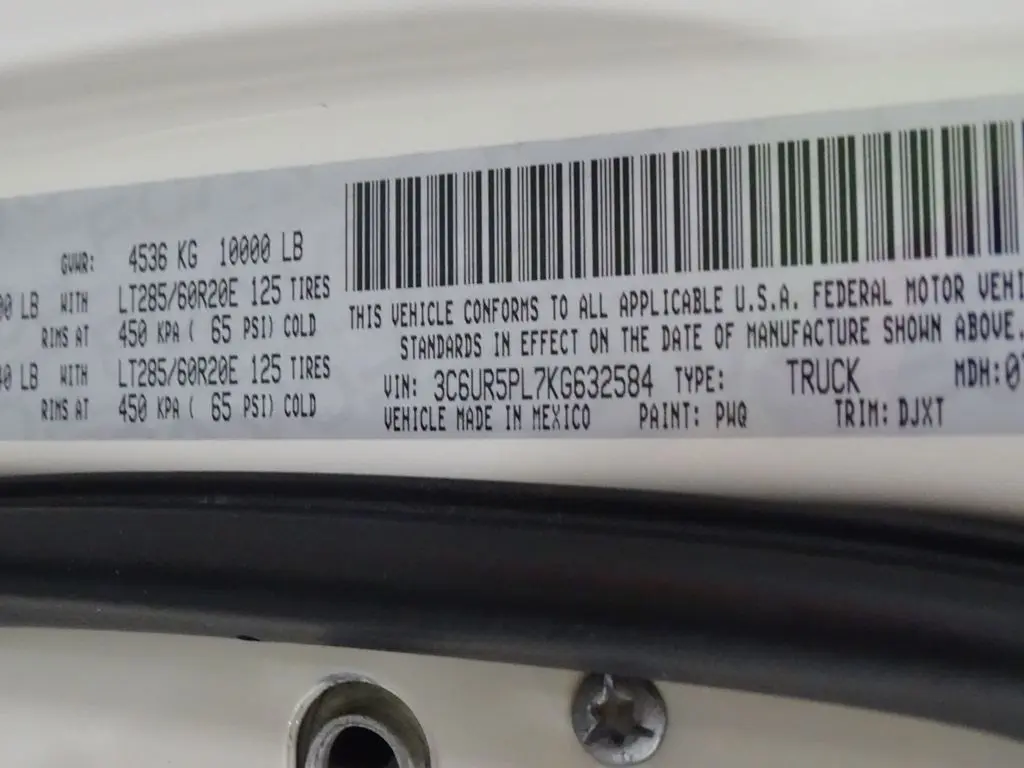 GVWR: 4536 KG 10000 LB
LB WITH LT285/60R20E 125 TIRES
RIMS AT 450 KPA ( 65 PSI) COLD
LB WITH LT285/60R20E 125 TIRES
RIMS AT 450 KPA ( 65 PSI) COLD
THIS VEHICLE CONFORMS TO ALL APPLICABLE U.S.A. FEDERAL MOTOR
STANDARDS IN EFFECT ON THE DATE OF MANUFACTURE SHOWN ABOVE.
VIN: 3C6UR5PL7KG632584 TYPE: TRUCK MDH:
VEHICLE MADE IN MEXICO PAINT: PWQ TRIM: DJXT